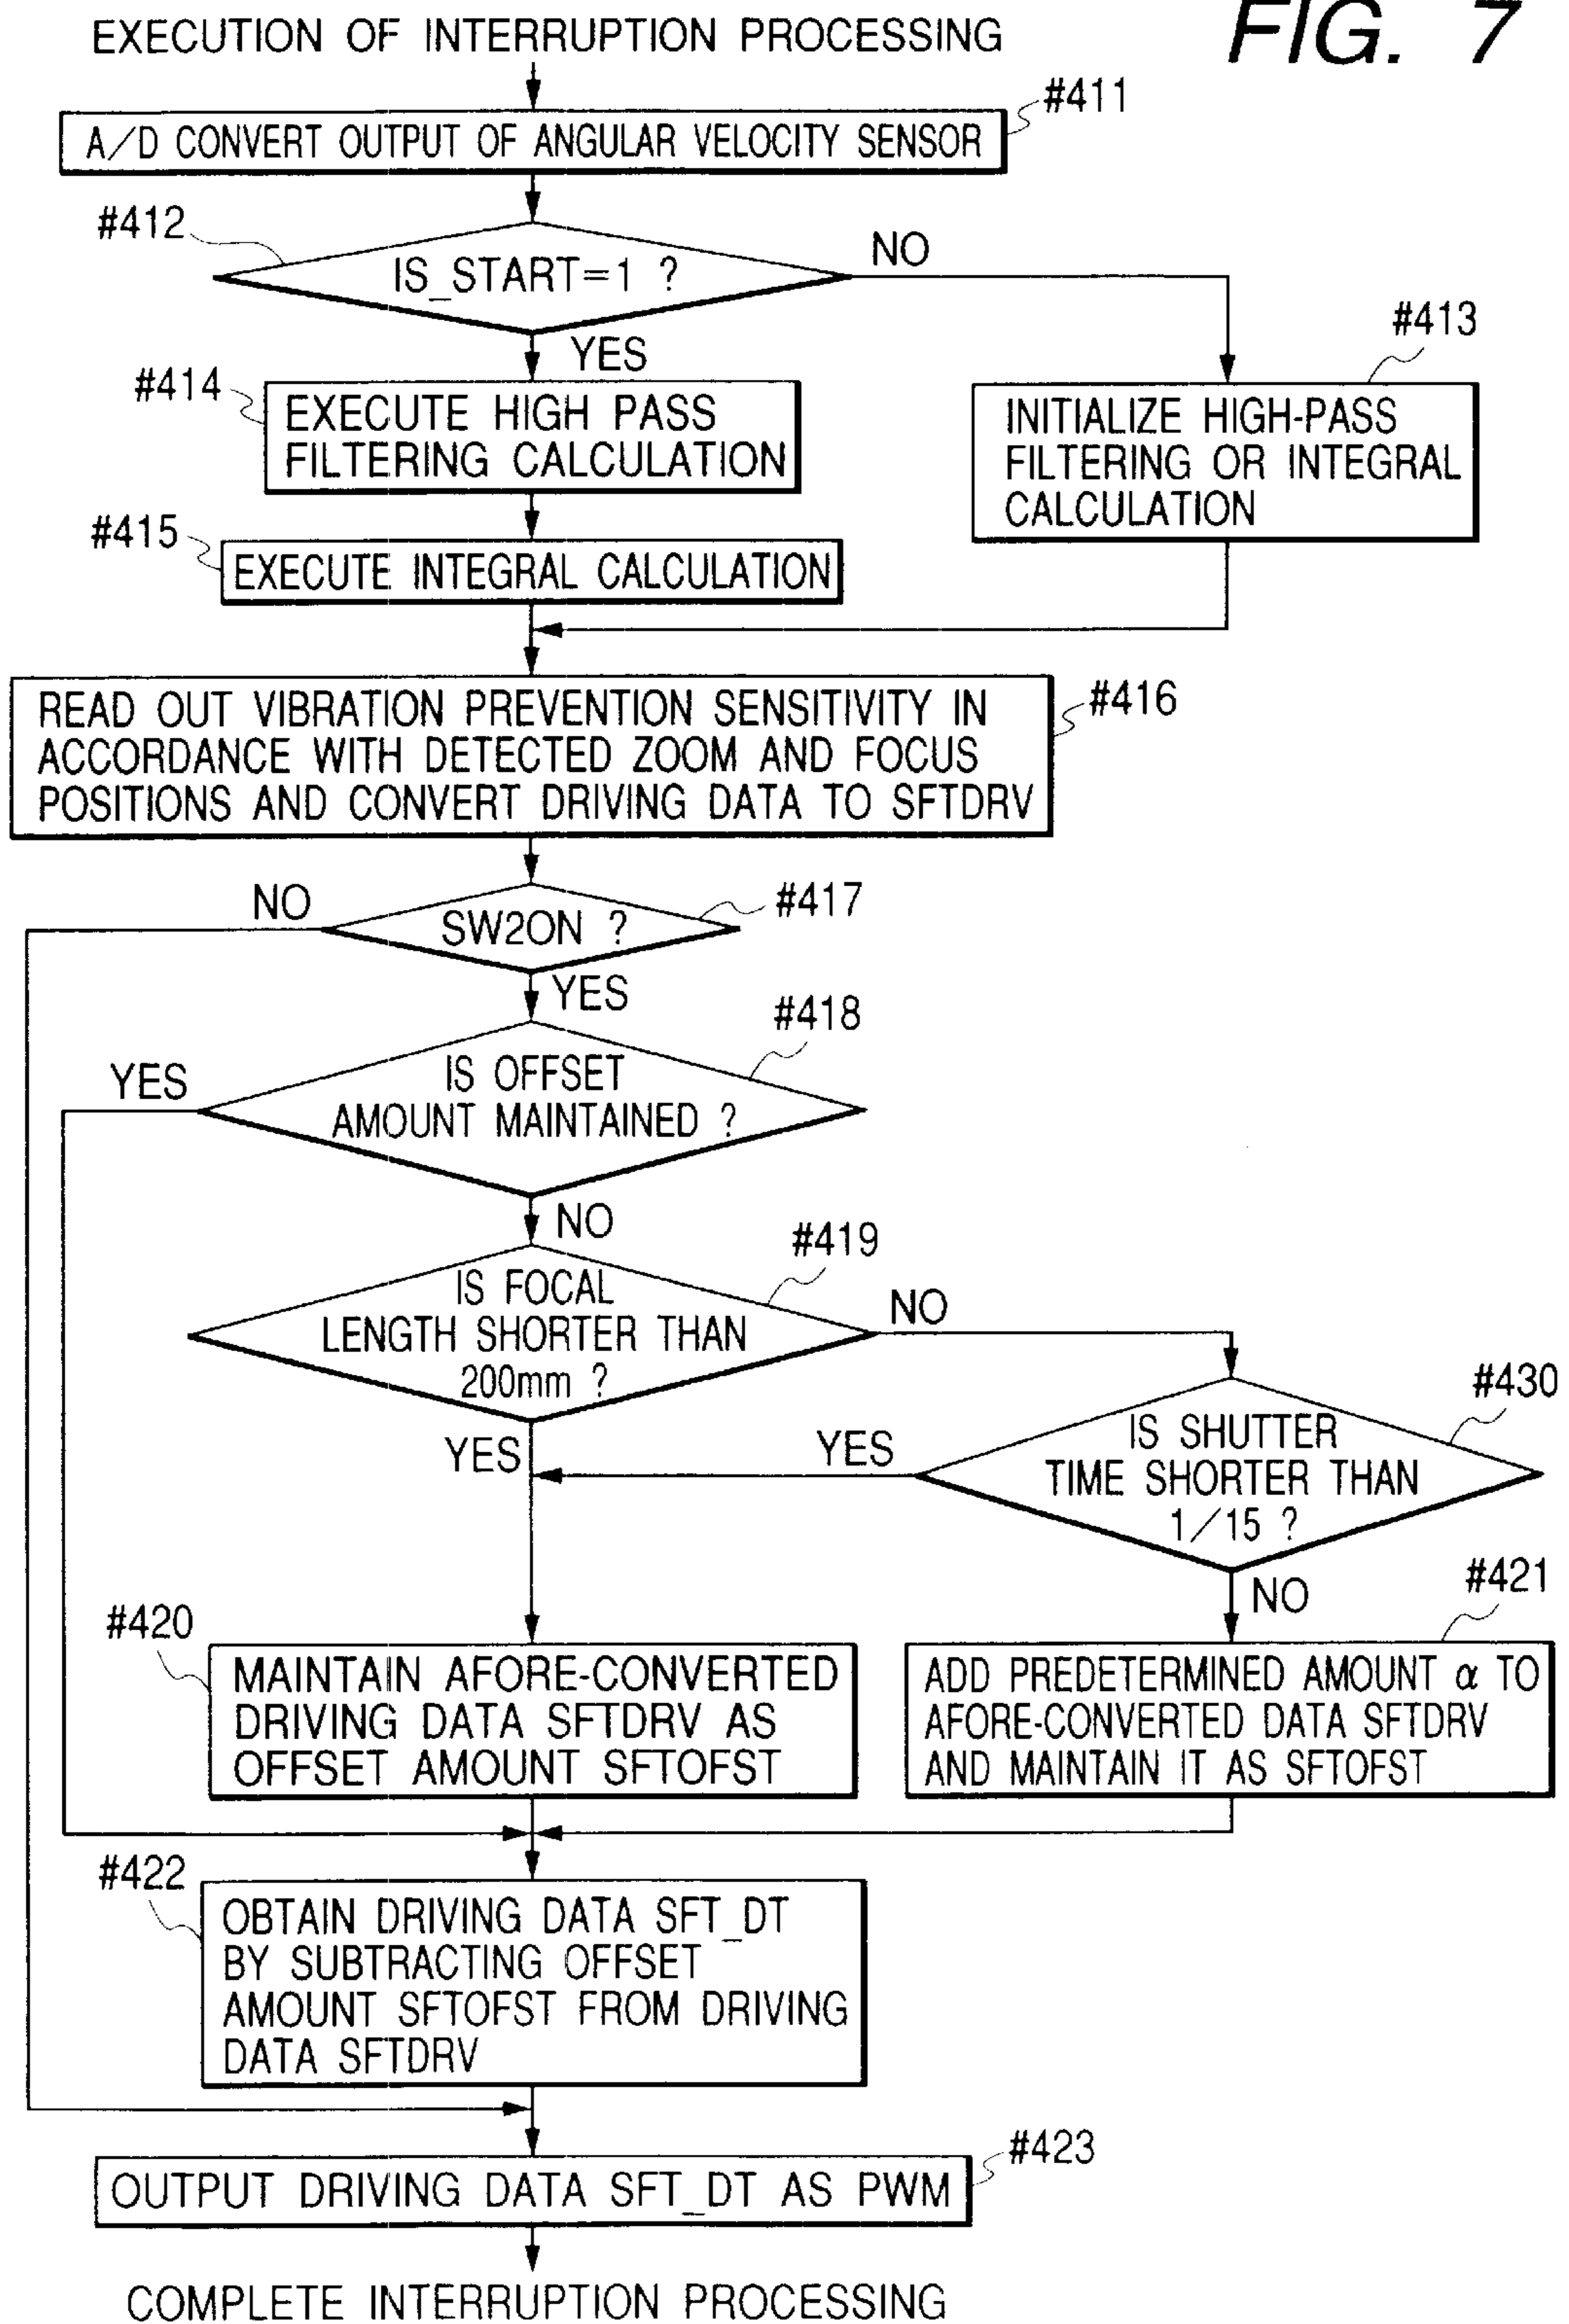 EXECUTION OF INTERRUPTION PROCESSING
FIG. 7
#411
A/D CONVERT OUTPUT OF ANGULAR VELOCITY SENSOR
#412
IS_START=1 ?
NO
YES
#413
#414
EXECUTE HIGH PASS
FILTERING CALCULATION
INITIALIZE HIGH-PASS
FILTERING OR INTEGRAL
CALCULATION
#415
EXECUTE INTEGRAL CALCULATION
#416
READ OUT VIBRATION PREVENTION SENSITIVITY IN
ACCORDANCE WITH DETECTED ZOOM AND FOCUS
POSITIONS AND CONVERT DRIVING DATA TO SFTDRV
NO
#417
SW2ON ?
YES
#418
YES
IS OFFSET
AMOUNT MAINTAINED ?
NO
#419
IS FOCAL
LENGTH SHORTER THAN
200mm ?
NO
#430
YES
YES
IS SHUTTER
TIME SHORTER THAN
1/15 ?
NO
#421
#420
MAINTAIN AFORE-CONVERTED
DRIVING DATA SFTDRV AS
OFFSET AMOUNT SFTOFST
ADD PREDETERMINED AMOUNT α TO
AFORE-CONVERTED DATA SFTDRV
AND MAINTAIN IT AS SFTOFST
#422
OBTAIN DRIVING DATA SFT_DT
BY SUBTRACTING OFFSET
AMOUNT SFTOFST FROM DRIVING
DATA SFTDRV
#423
OUTPUT DRIVING DATA SFT_DT AS PWM
COMPLETE INTERRUPTION PROCESSING